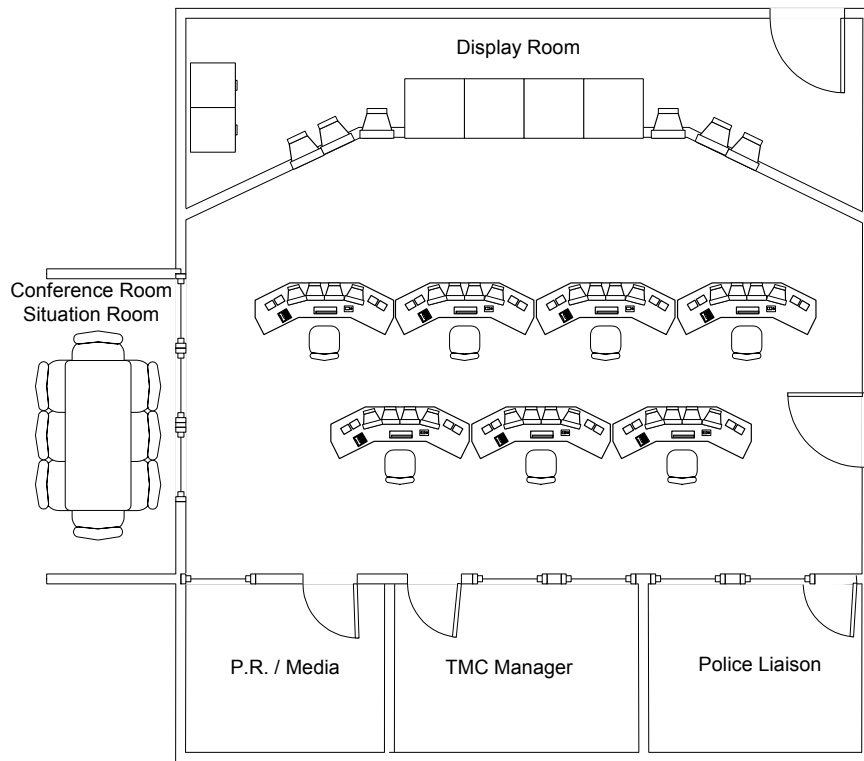 Display Room
Conference Room
Situation Room
P.R. / Media
TMC Manager
Police Liaison